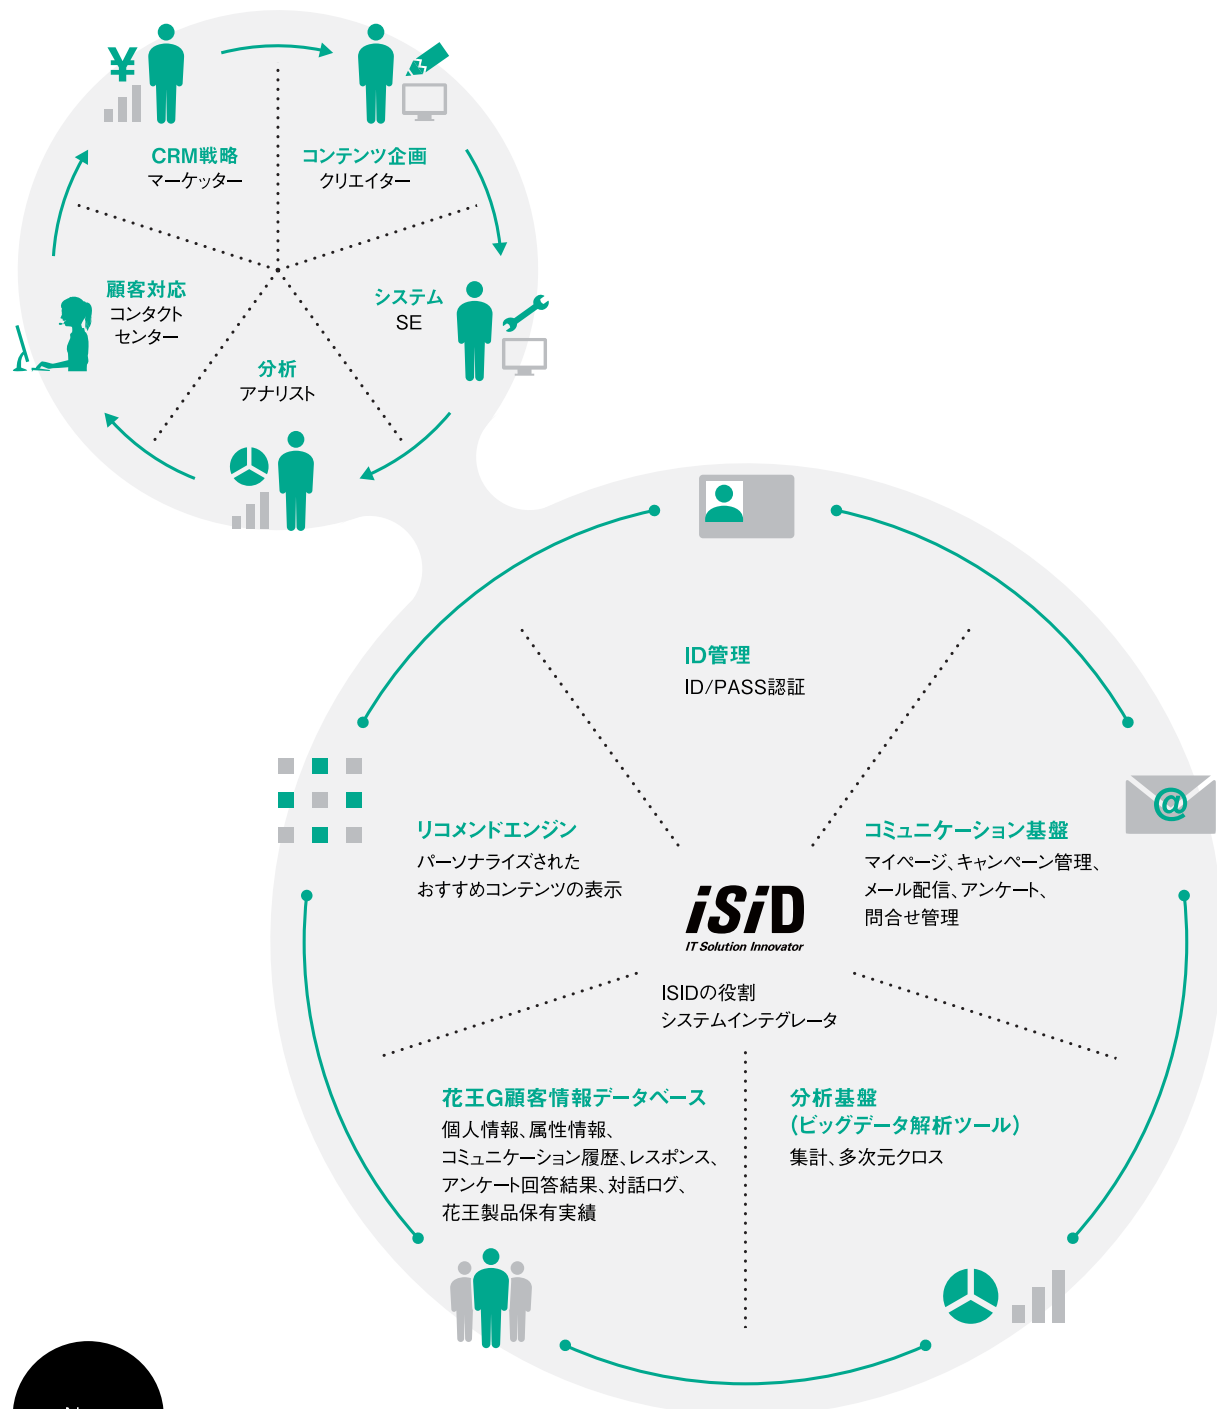 ¥
CRM戦略
マーケッター
コンテンツ企画
クリエイター
顧客対応
コンタクト
センター
システム
SE
分析
アナリスト
ID管理
ID/PASS認証
リコメンドエンジン
パーソナライズされた
おすすめコンテンツの表示
@
コミュニケーション基盤
マイページ、キャンペーン管理、
メール配信、アンケート、
問合せ管理
iSiD
IT Solution Innovator
ISIDの役割
システムインテグレータ
花王G顧客情報データベース
個人情報、属性情報、
コミュニケーション履歴、レスポンス、
アンケート回答結果、対話ログ、
花王製品保有実績
分析基盤
（ビッグデータ解析ツール）
集計、多次元クロス